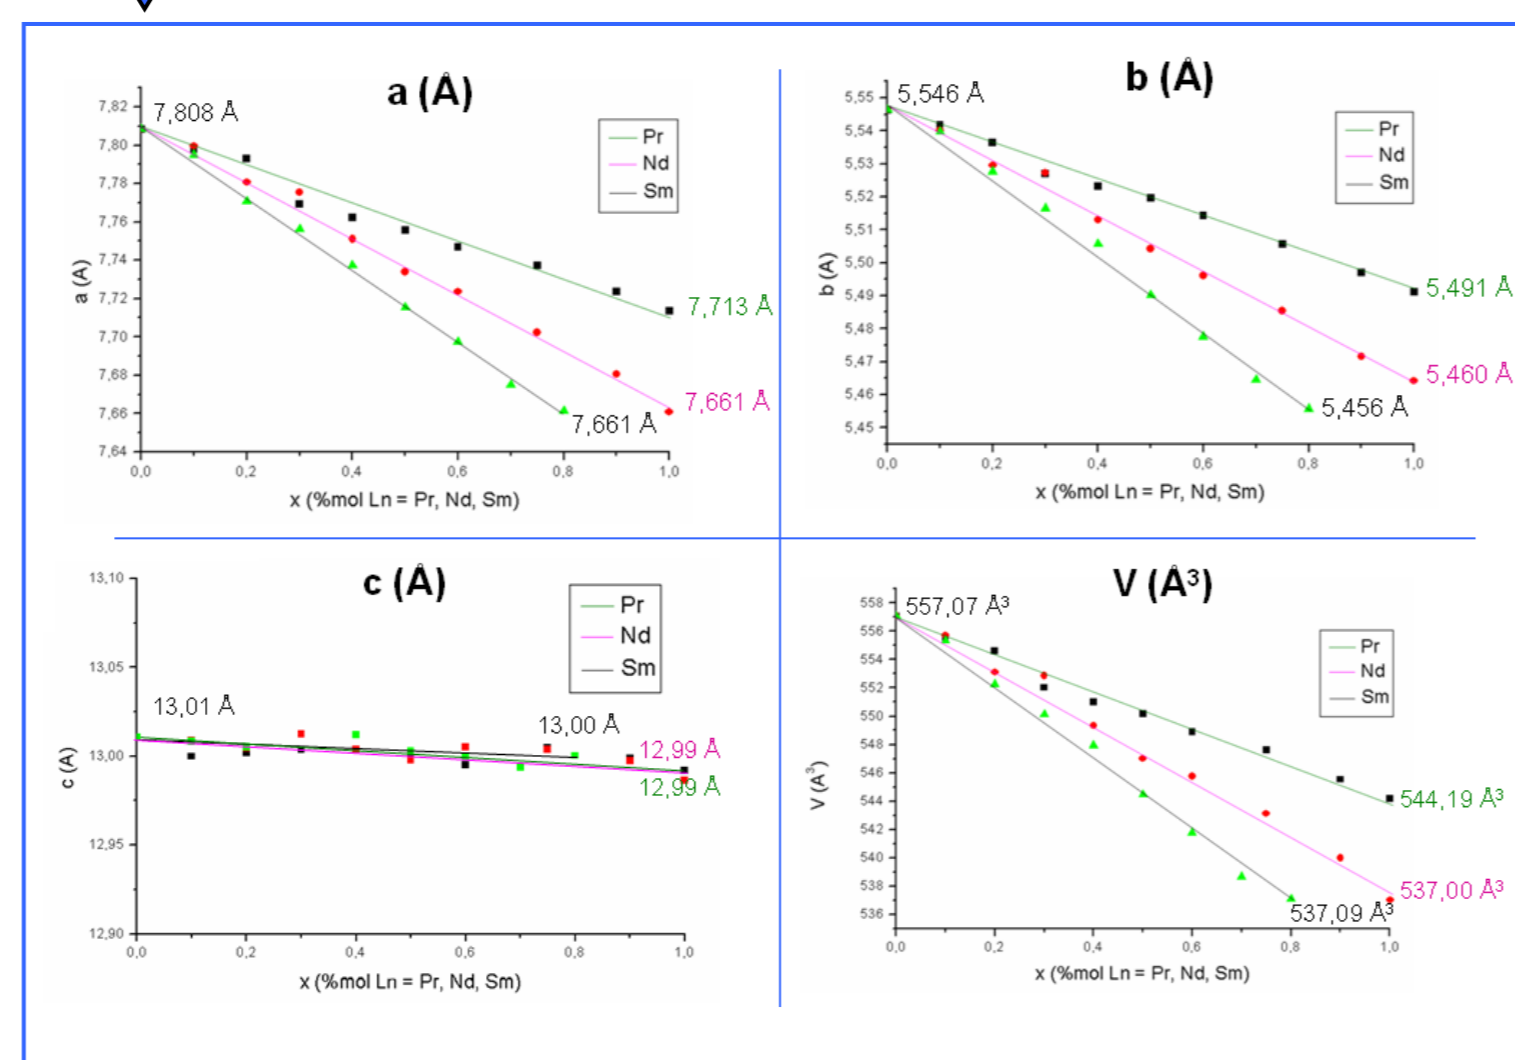 a (Å)
7,82
7,80
7,78
7,76
7,74
7,72
7,70
7,68
7,66
7,64
a (A)
7,808 Å
Pr
Nd
Sm
7,713 Å
7,661 Å
7,661 Å
0,0 0,2 0,4 0,6 0,8 1,0
x (%mol Ln = Pr, Nd, Sm)
b (Å)
5,55
5,54
5,53
5,52
5,51
5,50
5,49
5,48
5,47
5,46
5,45
b (A)
5,546 Å
Pr
Nd
Sm
5,491 Å
5,460 Å
5,456 Å
0,0 0,2 0,4 0,6 0,8 1,0
x (%mol Ln = Pr, Nd, Sm)
c (Å)
13,10
13,05
13,00
12,95
12,90
c (A)
Pr
Nd
Sm
13,01 Å
13,00 Å
12,99 Å
12,99 Å
0,0 0,2 0,4 0,6 0,8 1,0
x (%mol Ln = Pr, Nd, Sm)
V (Å³)
558
556
554
552
550
548
546
544
542
540
538
536
V (A³)
557,07 Å³
Pr
Nd
Sm
544,19 Å³
537,00 Å³
537,09 Å³
0,0 0,2 0,4 0,6 0,8 1,0
x (%mol Ln = Pr, Nd, Sm)